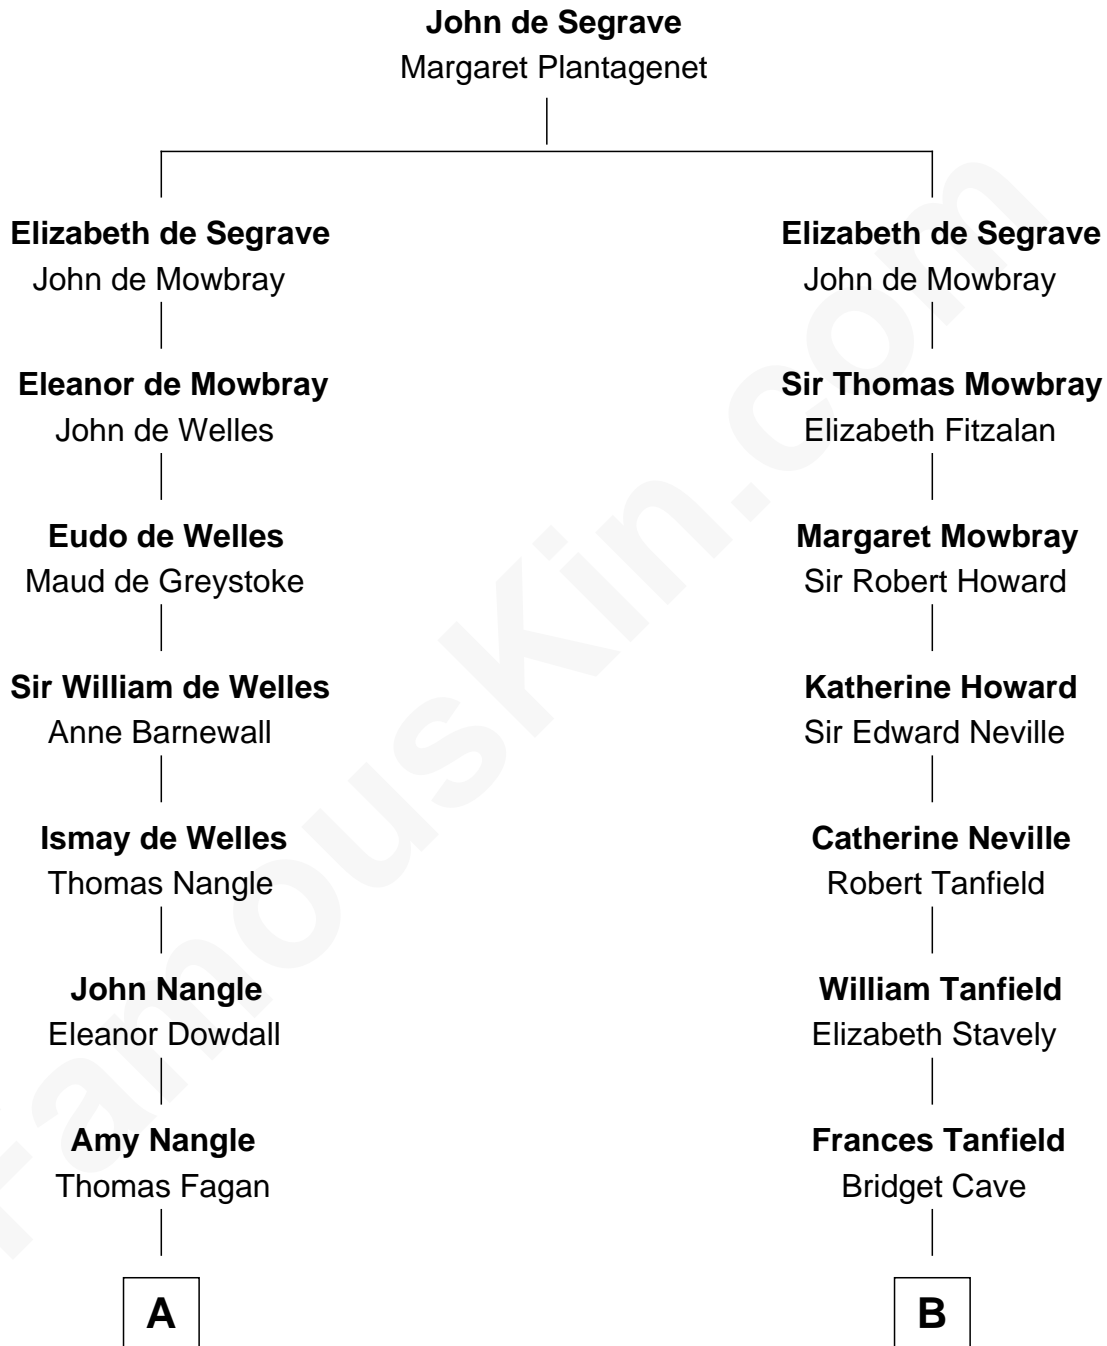 John de Segrave
Margaret Plantagenet
Elizabeth de Segrave
John de Mowbray
Eleanor de Mowbray
John de Welles
Eudo de Welles
Maud de Greystoke
Sir William de Welles
Anne Barnewall
Ismay de Welles
Thomas Nangle
John Nangle
Eleanor Dowdall
Amy Nangle
Thomas Fagan
A
Elizabeth de Segrave
John de Mowbray
Sir Thomas Mowbray
Elizabeth Fitzalan
Margaret Mowbray
Sir Robert Howard
Katherine Howard
Sir Edward Neville
Catherine Neville
Robert Tanfield
William Tanfield
Elizabeth Stavely
Frances Tanfield
Bridget Cave
B
FamousKin.com